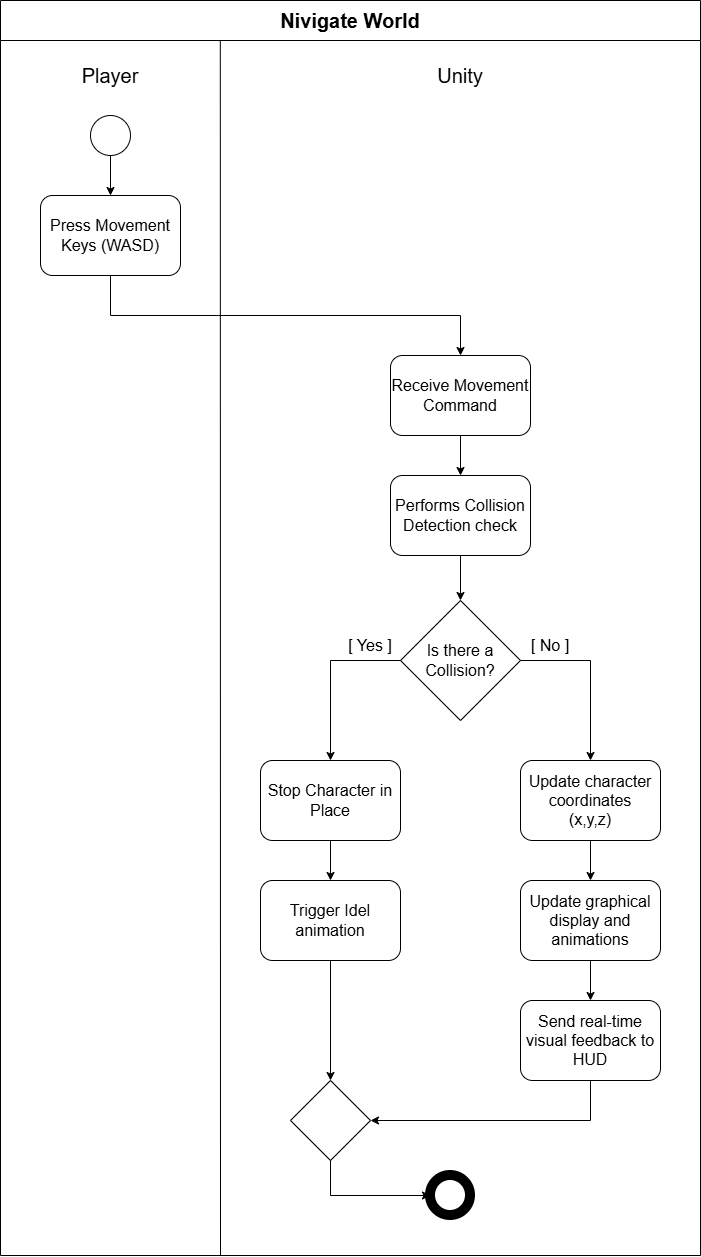 Nivigate World
Player
Unity
Press Movement
Keys (WASD)
Receive Movement
Command
Performs Collision
Detection check
[ Yes ]
Is there a
Collision?
[ No ]
Stop Character in
Place
Update character
coordinates
(x,y,z)
Trigger Idel
animation
Update graphical
display and
animations
Send real-time
visual feedback to
HUD